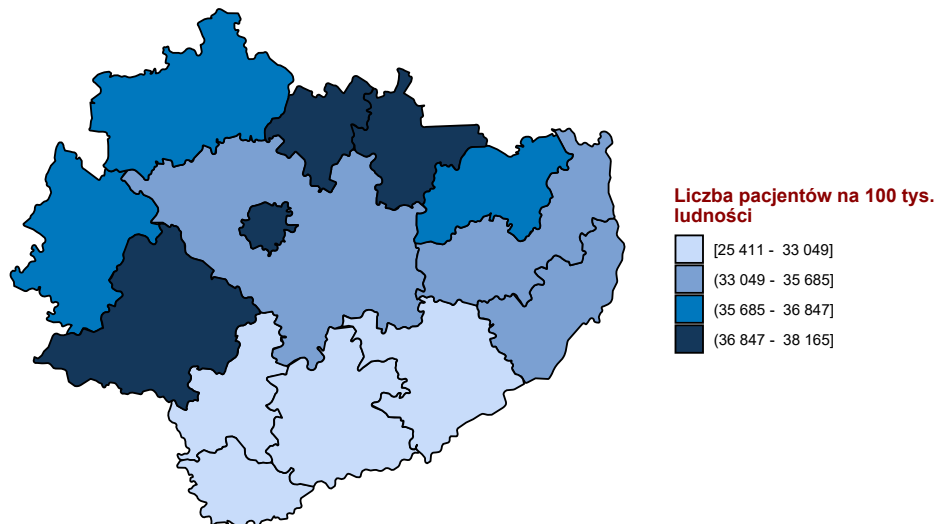 Liczba pacjentów na 100 tys.
ludności
[25 411 - 33 049]
(33 049 - 35 685]
(35 685 - 36 847]
(36 847 - 38 165]